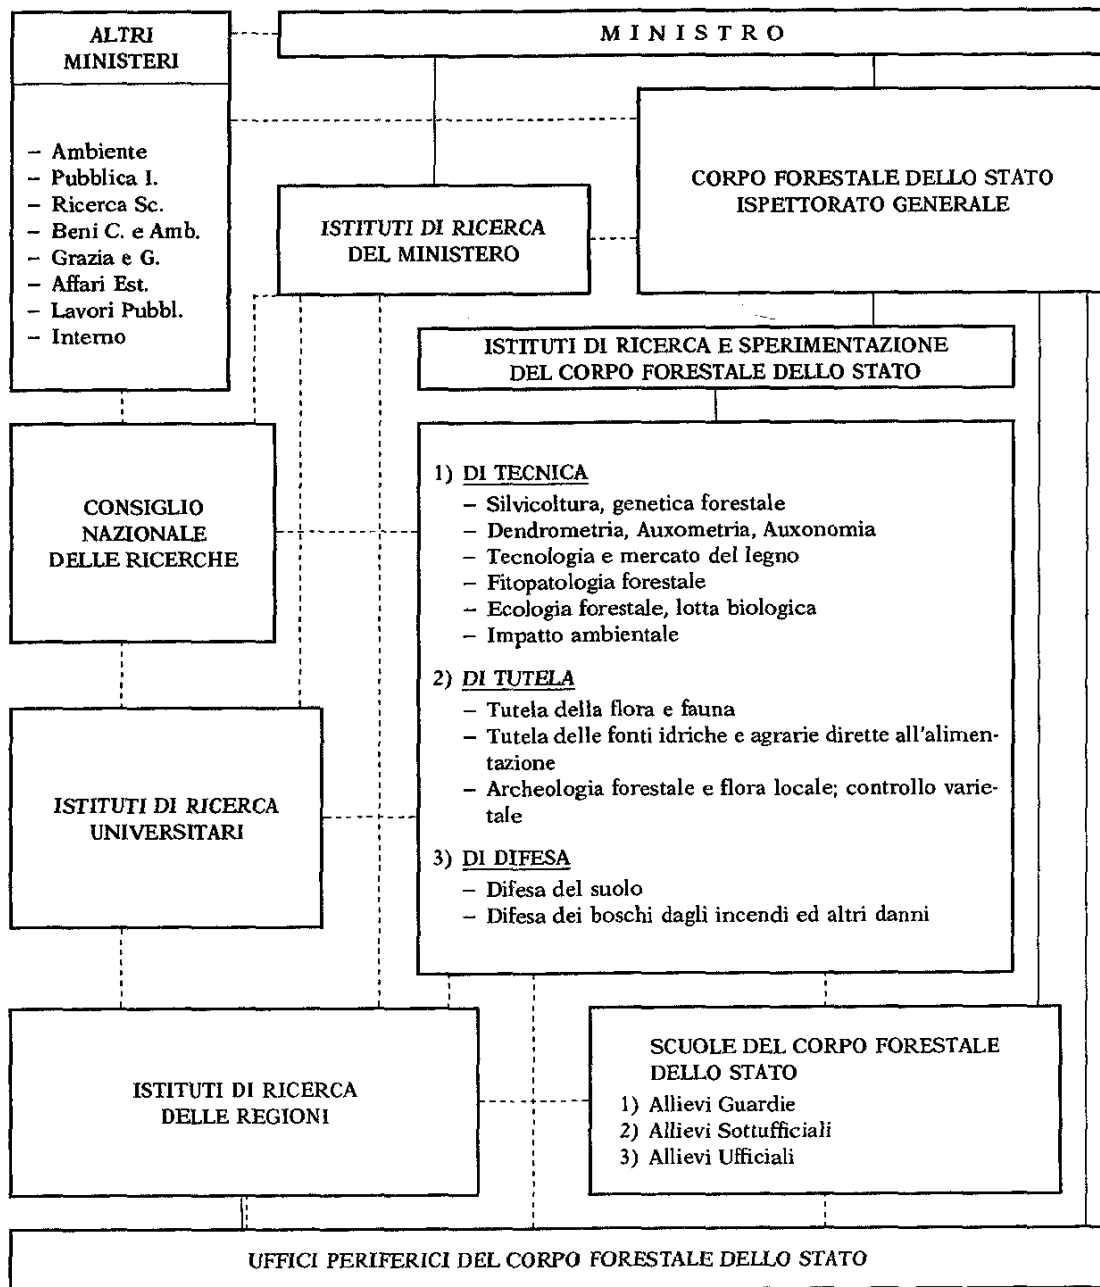 ALTRI
MINISTERI
MINISTRO
– Ambiente
– Pubblica I.
– Ricerca Sc.
– Beni C. e Amb.
– Grazia e G.
– Affari Est.
– Lavori Pubbl.
– Interno
CORPO FORESTALE DELLO STATO
ISPETTORATO GENERALE
ISTITUTI DI RICERCA
DEL MINISTERO
ISTITUTI DI RICERCA E SPERIMENTAZIONE
DEL CORPO FORESTALE DELLO STATO
CONSIGLIO
NAZIONALE
DELLE RICERCHE
1) DI TECNICA
– Silvicoltura, genetica forestale
– Dendrometria, Auxometria, Auxonomia
– Tecnologia e mercato del legno
– Fitopatologia forestale
– Ecologia forestale, lotta biologica
– Impatto ambientale
2) DI TUTELA
– Tutela della flora e fauna
– Tutela delle fonti idriche e agrarie dirette all'alimen-
tazione
– Archeologia forestale e flora locale; controllo varie-
tale
3) DI DIFESA
– Difesa del suolo
– Difesa dei boschi dagli incendi ed altri danni
ISTITUTI DI RICERCA
UNIVERSITARI
ISTITUTI DI RICERCA
DELLE REGIONI
SCUOLE DEL CORPO FORESTALE
DELLO STATO
1) Allievi Guardie
2) Allievi Sottufficiali
3) Allievi Ufficiali
UFFICI PERIFERICI DEL CORPO FORESTALE DELLO STATO